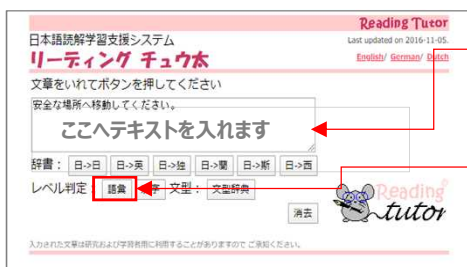 Reading Tutor
日本語読解学習支援システム
Last updated on 2016-11-05.
リーディング チュウ太
English/ German/ Dutch
文章をいれてボタンを押してください
安全な場所へ移動してください。
ここへテキストを入れます
辞書： 日->日 日->英 日->独 日->蘭 日->斯 日->西
レベル判定： 語彙 字 文型： 文型辞典
消去
Reading
tutor
入力された文章は研究および学習者用に利用することがありますので ご承知ください。